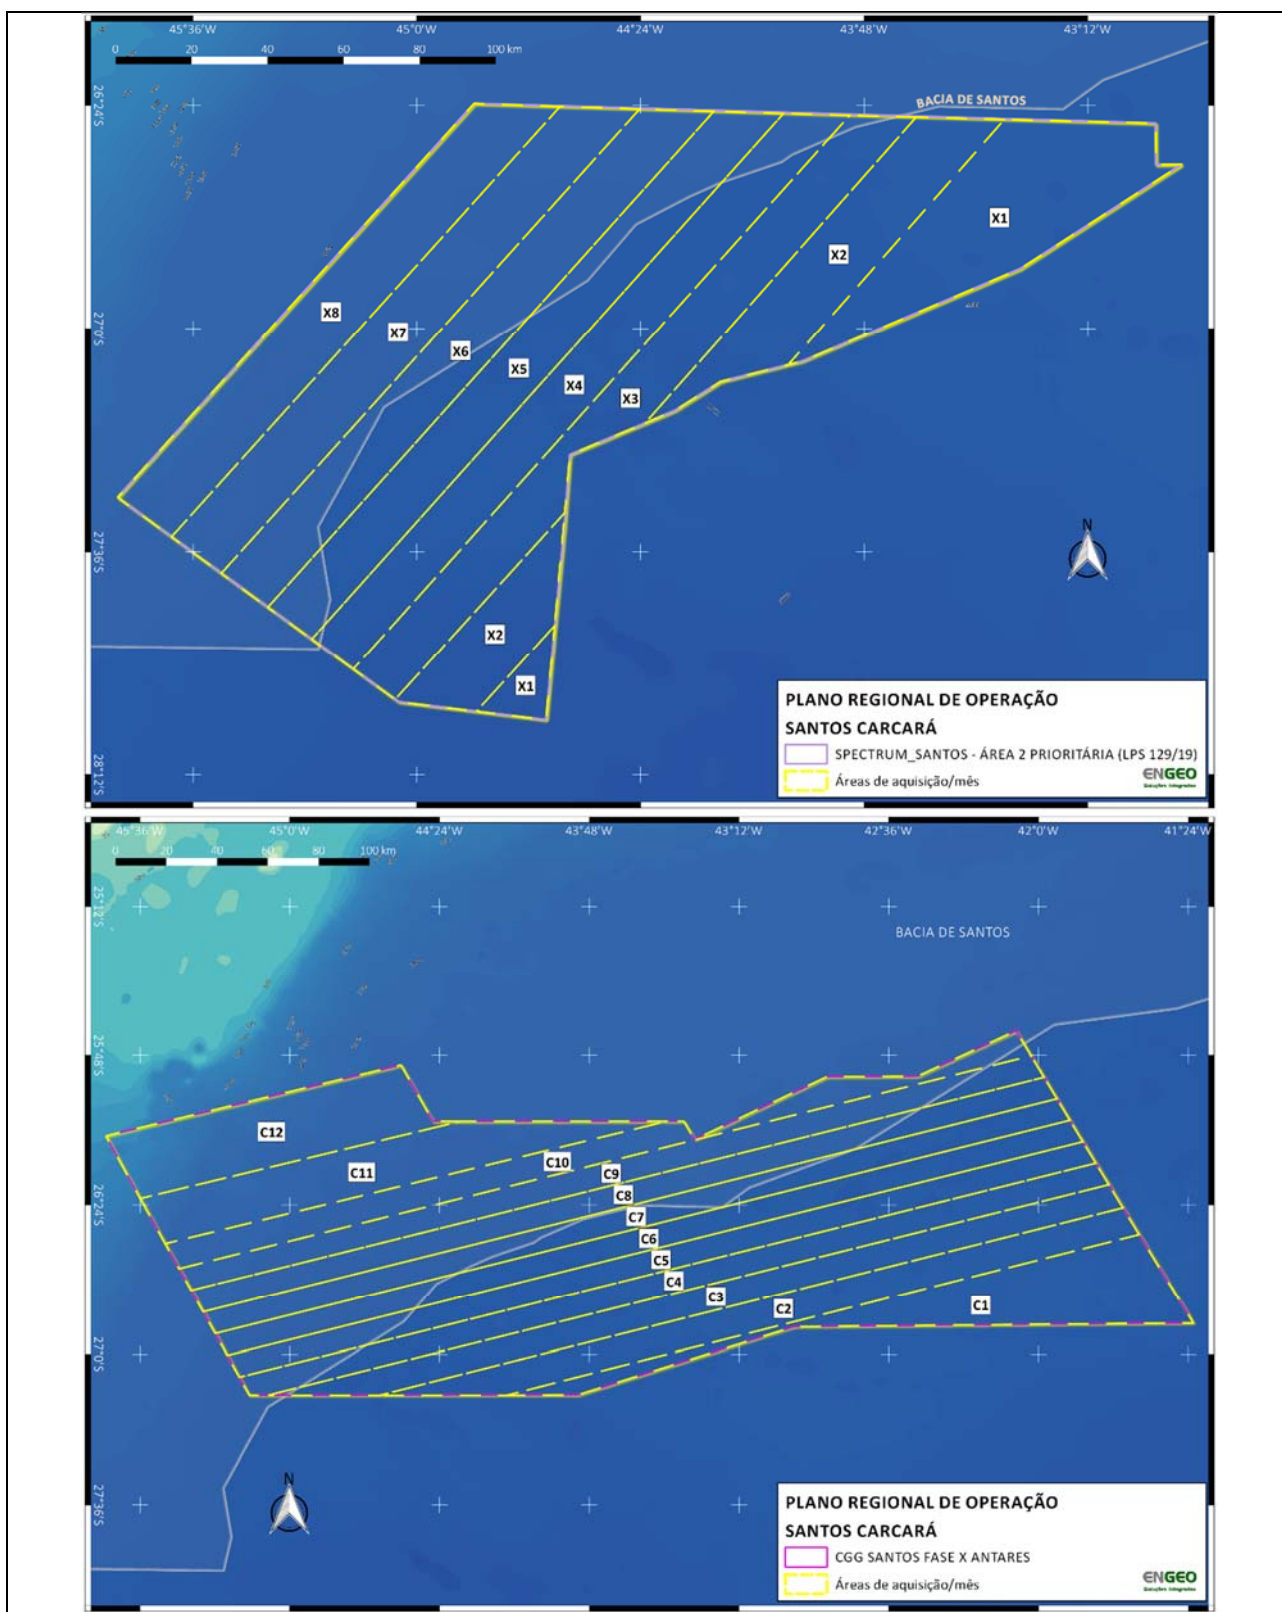 45°36'W 45°0'W 44°24'W 43°48'W 43°12'W
0 20 40 60 80 100 km
26°24'S
BACIA DE SANTOS
X1
X2
27°0'S
X8
X7
X6
X5
X4
X3
27°36'S
X2
X1
28°12'S
N
PLANO REGIONAL DE OPERAÇÃO
SANTOS CARCARÁ
SPECTRUM_SANTOS - ÁREA 2 PRIORITÁRIA (LPS 129/19)
Áreas de aquisição/mês
ENGEO
Soluções Integradas
45°36'W 45°0'W 44°24'W 43°48'W 43°12'W 42°36'W 42°0'W 41°24'W
0 20 40 60 80 100 km
25°12'S
BACIA DE SANTOS
25°48'S
C12
C11
C10
C9
C8
26°24'S
C7
C6
C5
C4
C3
C2
C1
27°0'S
27°36'S
N
PLANO REGIONAL DE OPERAÇÃO
SANTOS CARCARÁ
CGG SANTOS FASE X ANTARES
Áreas de aquisição/mês
ENGEO
Soluções Integradas